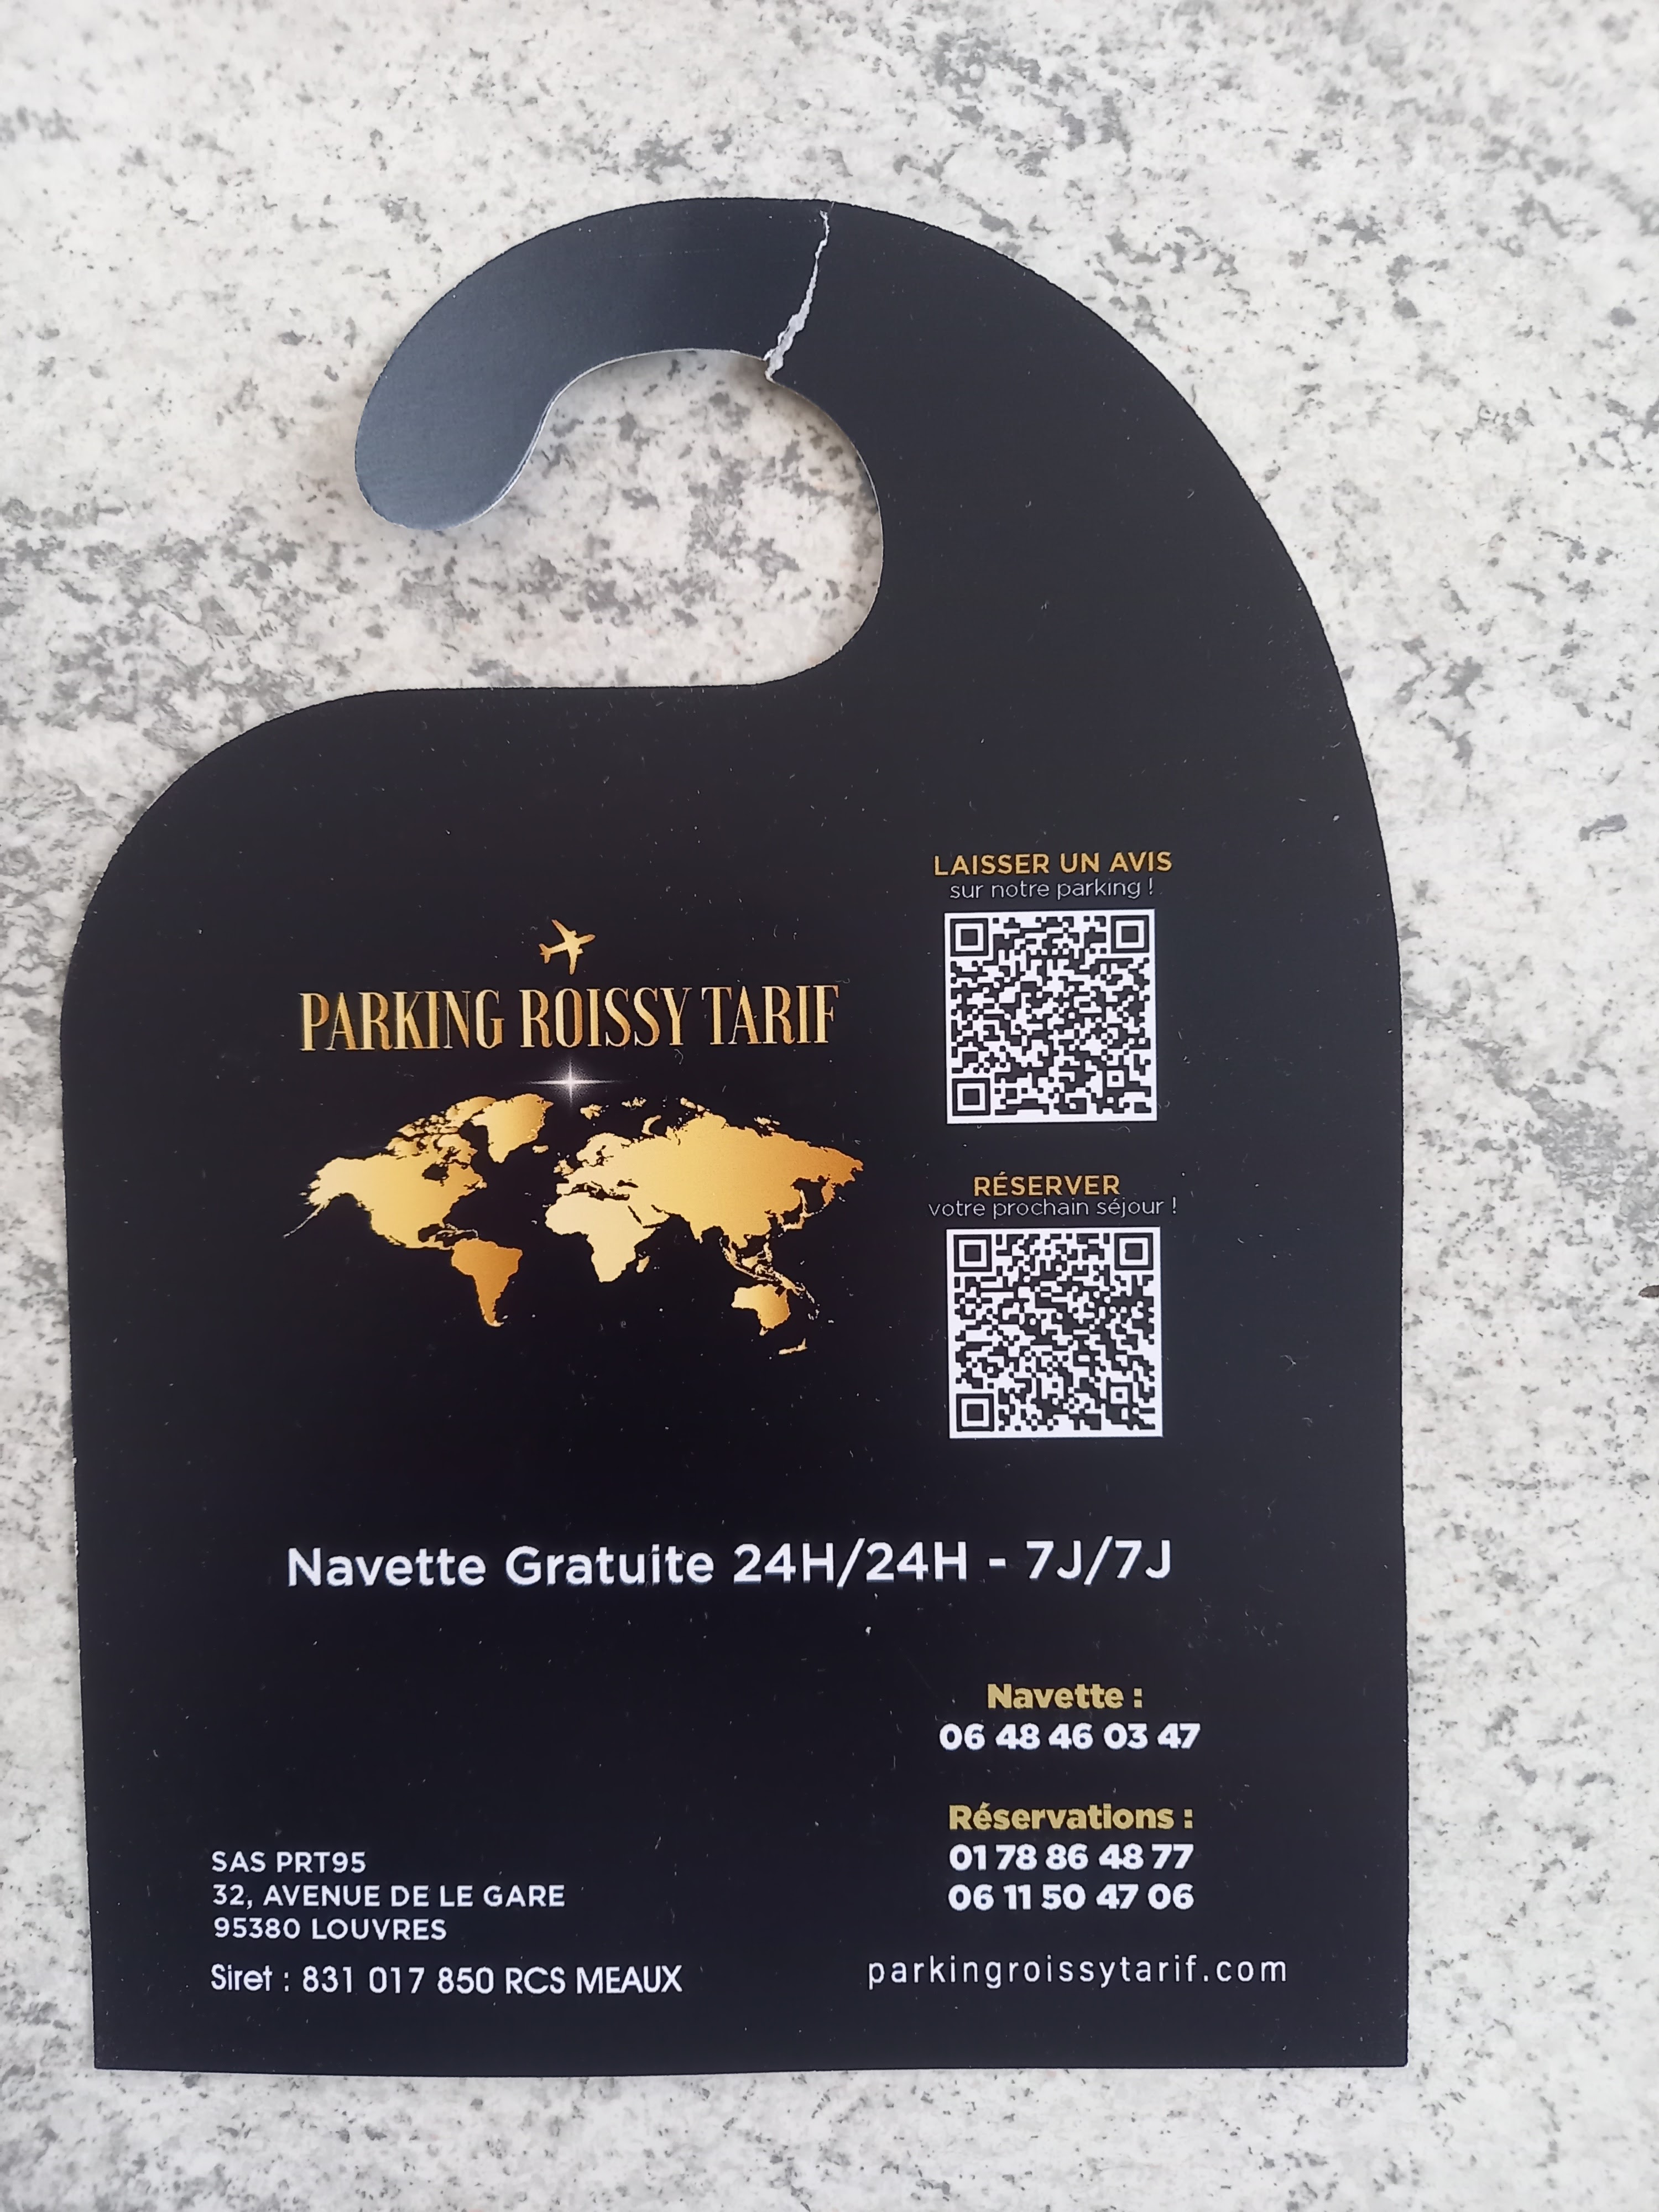 LAISSER UN AVIS
sur notre parking !
PARKING ROISSY TARIF
RÉSERVER
votre prochain séjour !
Navette Gratuite 24H/24H - 7J/7J
Navette :
06 48 46 03 47
Réservations :
01 78 86 48 77
06 11 50 47 06
parkingroissytarif.com
SAS PRT95
32, AVENUE DE LE GARE
95380 LOUVRES
Siret : 831 017 850 RCS MEAUX